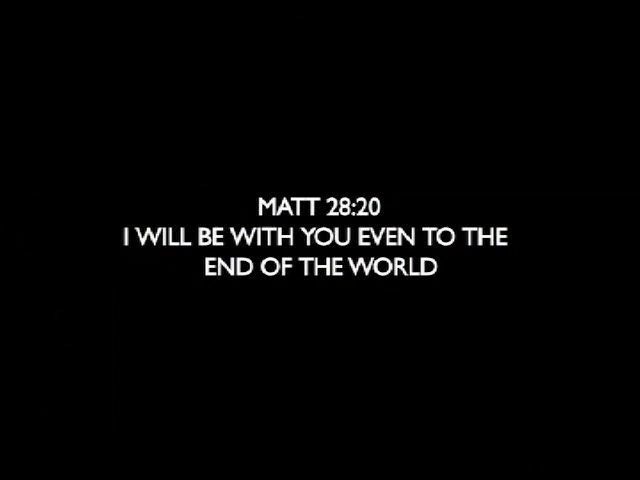 MATT 28:20
I WILL BE WITH YOU EVEN TO THE
END OF THE WORLD